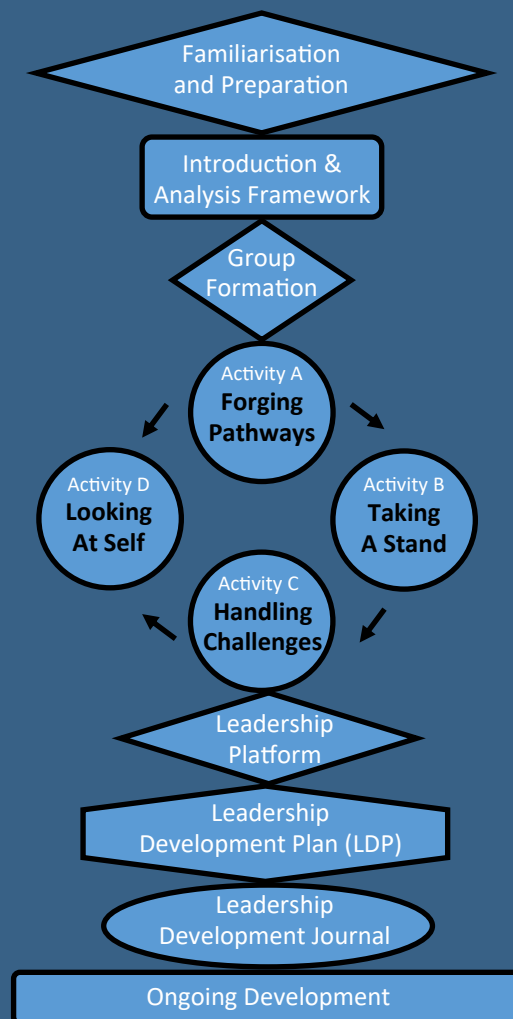 Familiarisation
and Preparation
Introduction &
Analysis Framework
Group
Formation
Activity A
Forging
Pathways
Activity D
Looking
At Self
Activity B
Taking
A Stand
Activity C
Handling
Challenges
Leadership
Platform
Leadership
Development Plan (LDP)
Leadership
Development Journal
Ongoing Development